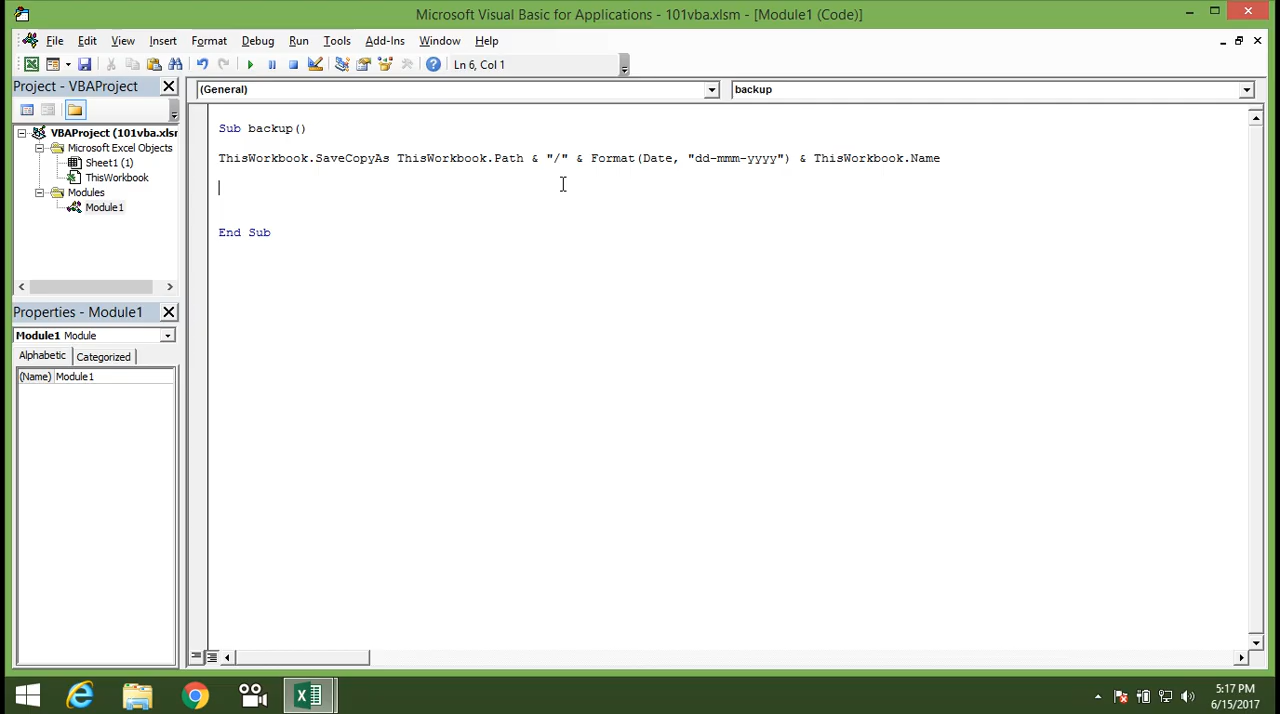 Microsoft Visual Basic for Applications - 101vba.xlsm - [Module1 (Code)]
File Edit View Insert Format Debug Run Tools Add-Ins Window Help
Ln 6, Col 1
Project - VBAProject
(General)
backup
VBAProject (101vba.xlsr
Microsoft Excel Objects
Sheet1 (1)
ThisWorkbook
Modules
Module1
Sub backup()
ThisWorkbook.SaveCopyAs ThisWorkbook.Path & "/" & Format(Date, "dd-mmm-yyyy") & ThisWorkbook.Name
End Sub
Properties - Module1
Module1 Module
Alphabetic Categorized
(Name) Module1
5:17 PM
6/15/2017